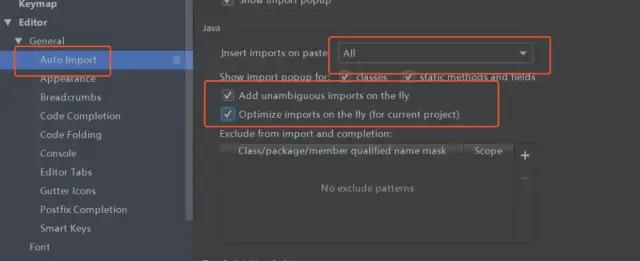 Keymap
Editor
General
Auto Import
Appearance
Breadcrumbs
Code Completion
Code Folding
Console
Editor Tabs
Gutter Icons
Postfix Completion
Smart Keys
Font
Show import popup
Java
Insert imports on paste
All
Show import popup for: classes static methods and fields
Add unambiguous imports on the fly
Optimize imports on the fly (for current project)
Exclude from import and completion:
Class/package/member qualified name mask Scope
No exclude patterns